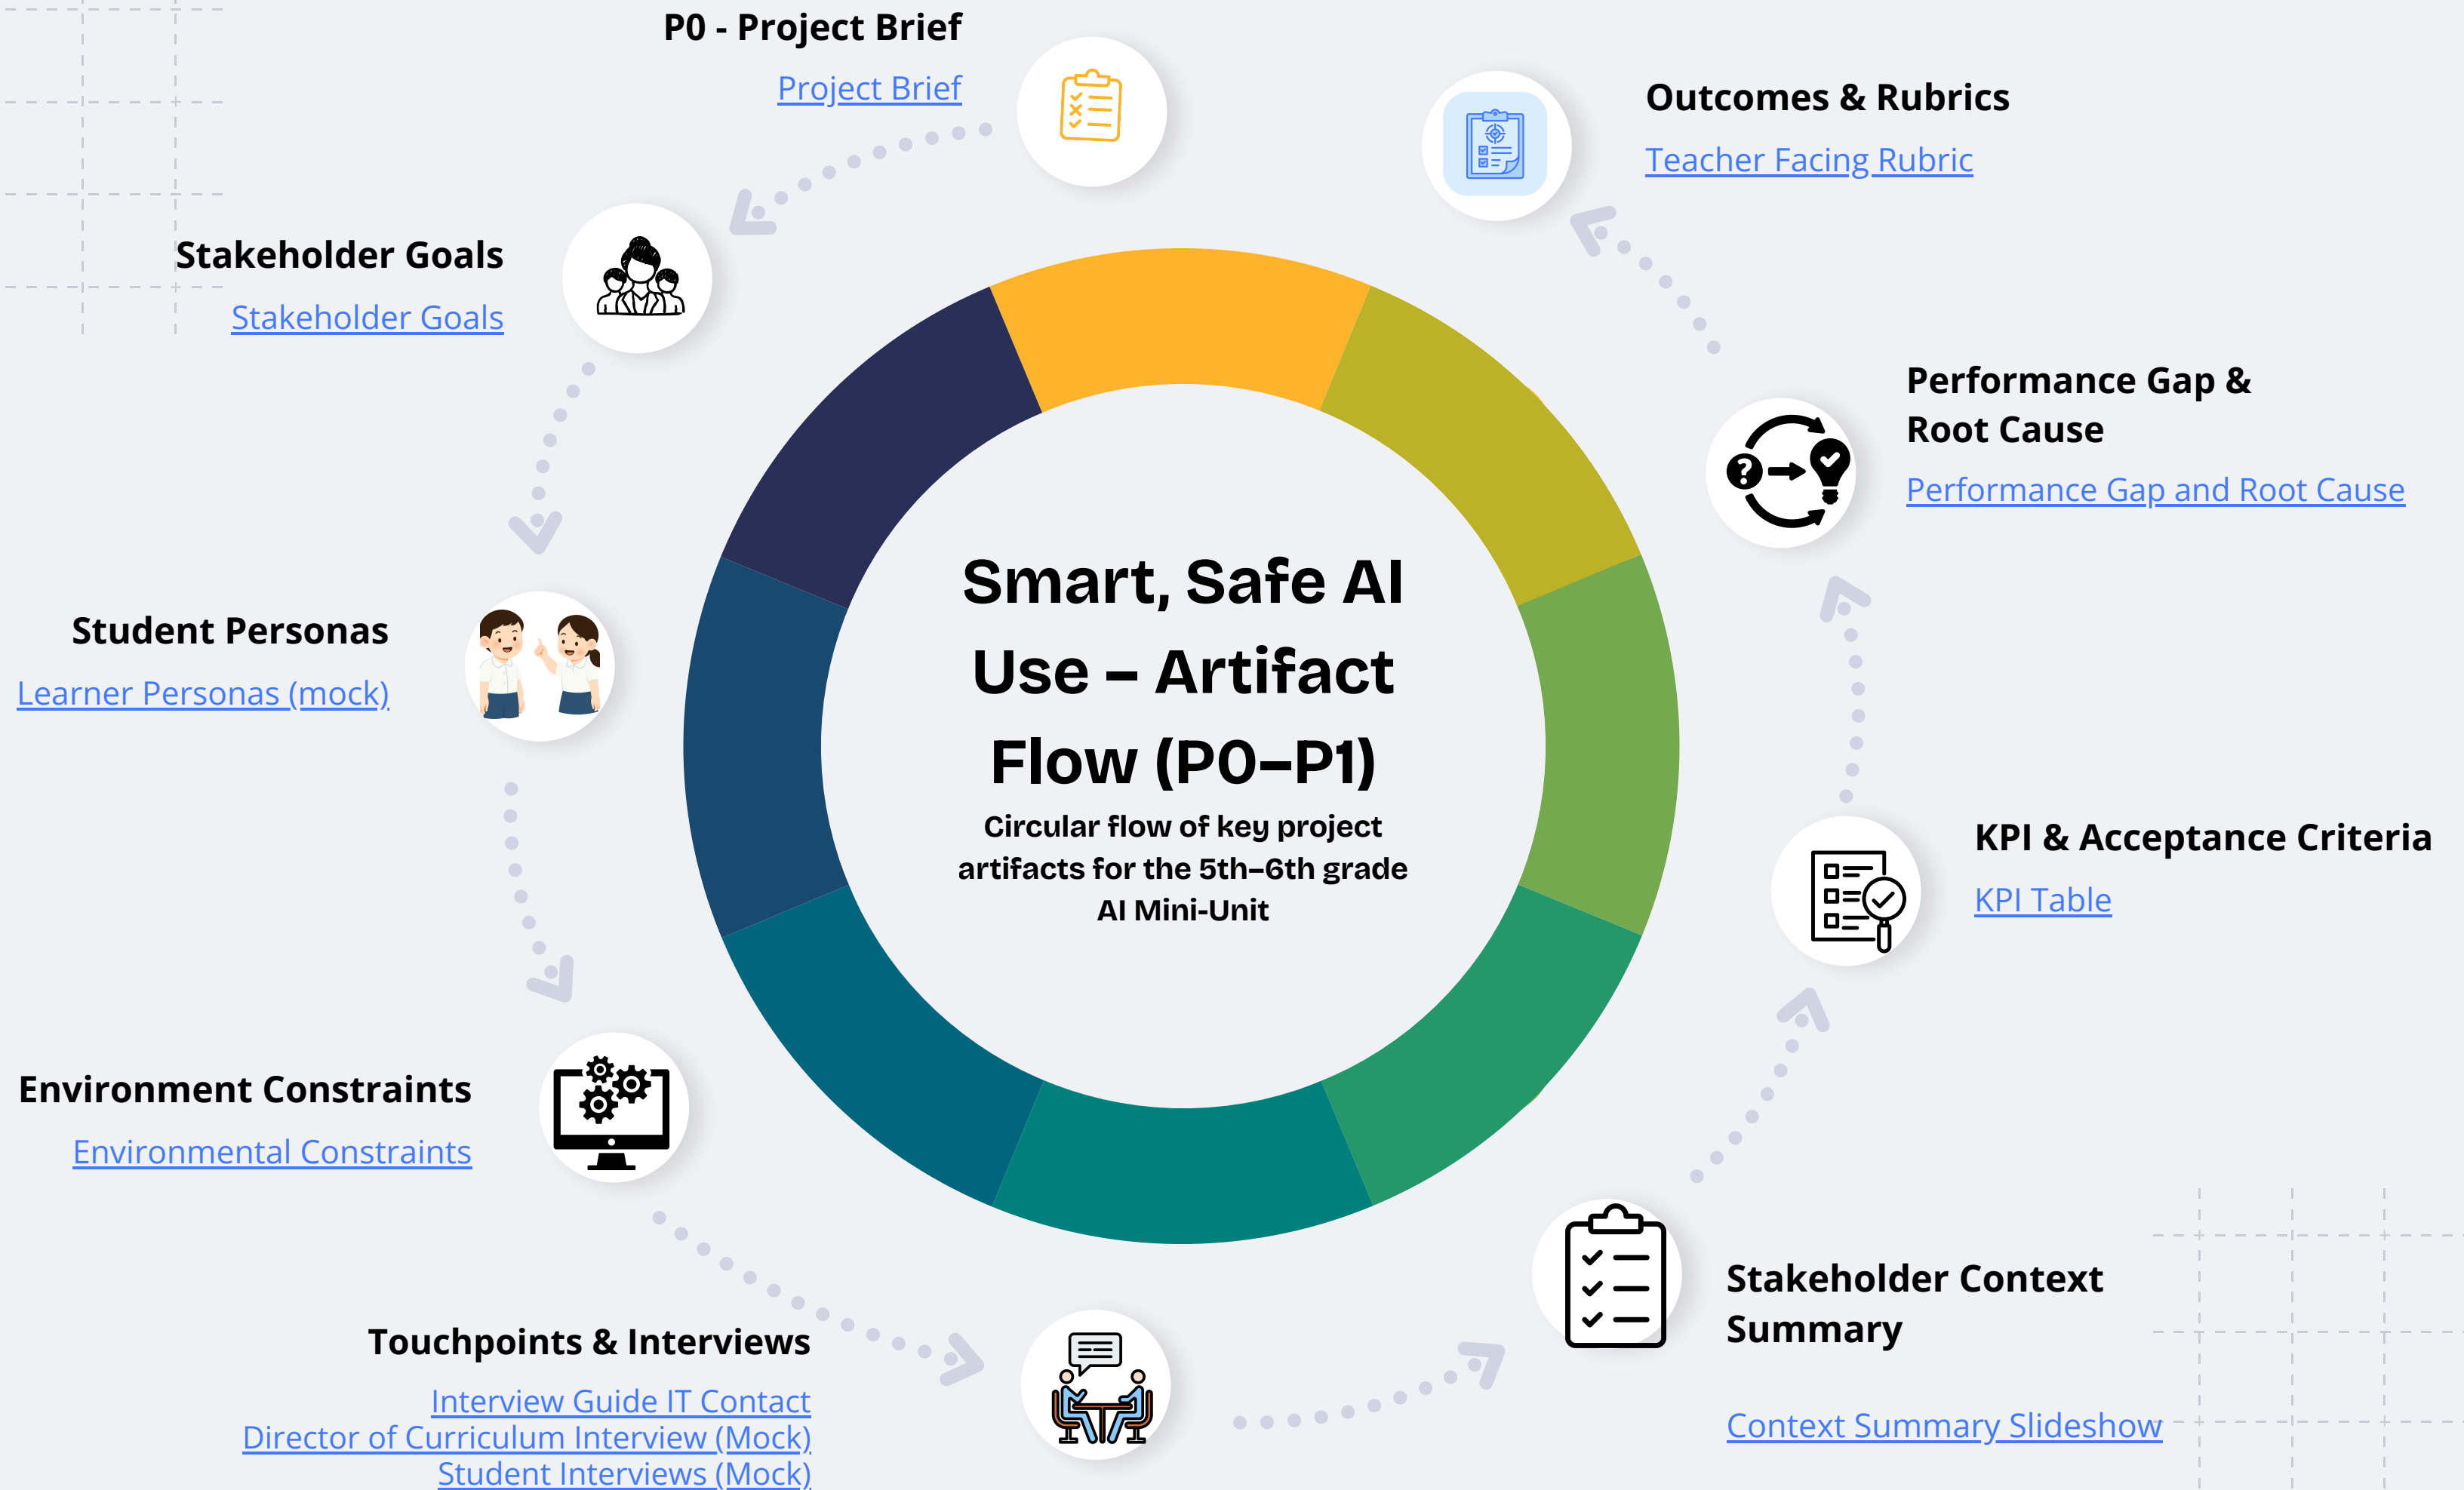 P0 - Project Brief
Project Brief
Outcomes & Rubrics
Teacher Facing Rubric
Stakeholder Goals
Stakeholder Goals
Performance Gap &
Root Cause
Performance Gap and Root Cause
Smart, Safe AI
Use – Artifact
Flow (P0–P1)
Circular flow of key project
artifacts for the 5th–6th grade
AI Mini-Unit
Student Personas
Learner Personas (mock)
KPI & Acceptance Criteria
KPI Table
Environment Constraints
Environmental Constraints
Touchpoints & Interviews
Interview Guide IT Contact
Director of Curriculum Interview (Mock)
Student Interviews (Mock)
Stakeholder Context
Summary
Context Summary Slideshow